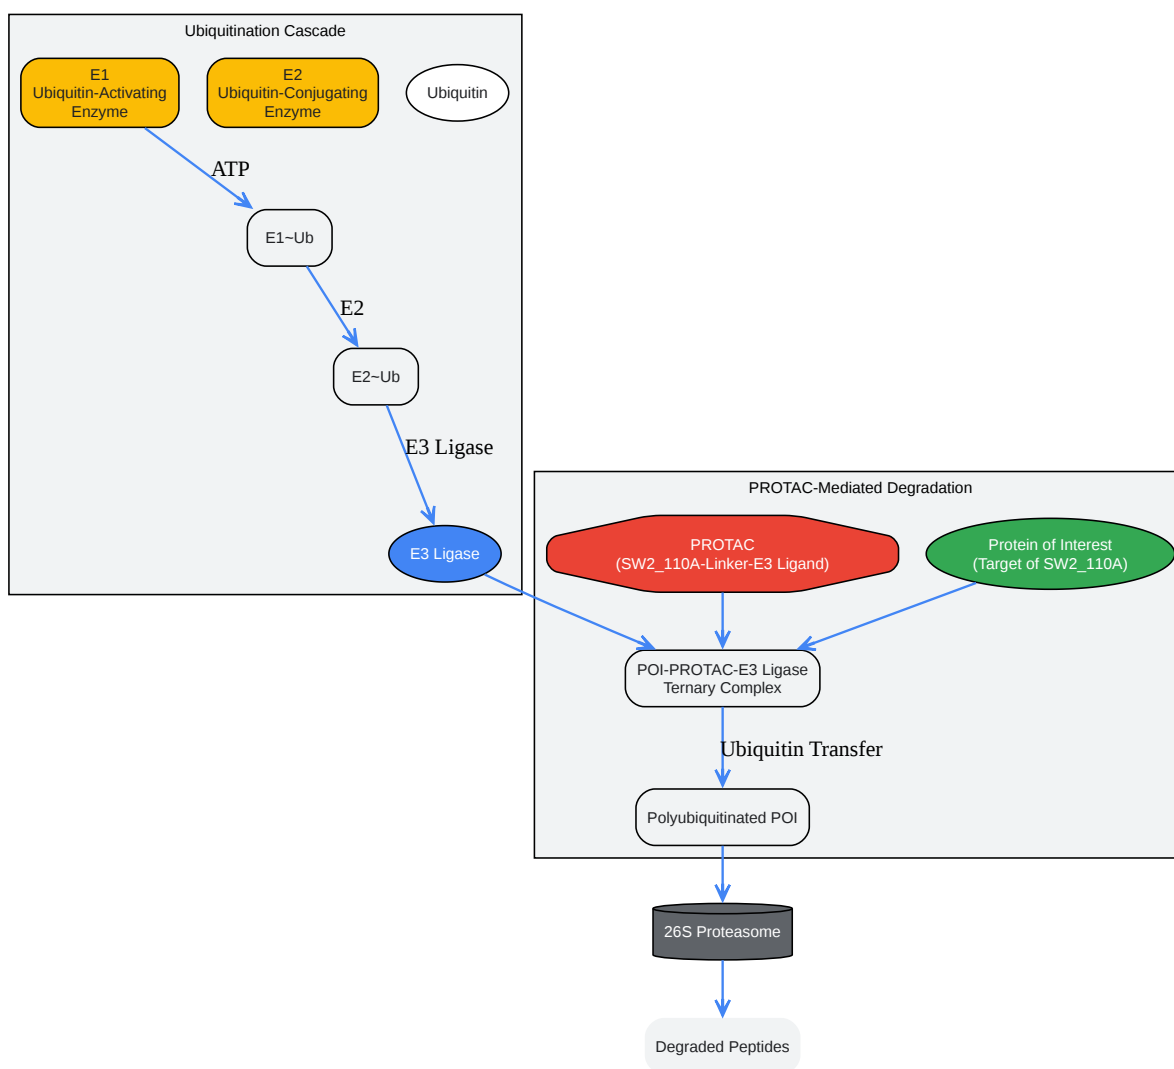 Ubiquitination Cascade
E1
Ubiquitin-Activating
Enzyme
E2
Ubiquitin-Conjugating
Enzyme
Ubiquitin
ATP
E1~Ub
E2
E2~Ub
E3 Ligase
E3 Ligase
PROTAC-Mediated Degradation
PROTAC
(SW2_110A-Linker-E3 Ligand)
Protein of Interest
(Target of SW2_110A)
POI-PROTAC-E3 Ligase
Ternary Complex
Ubiquitin Transfer
Polyubiquitinated POI
26S Proteasome
Degraded Peptides